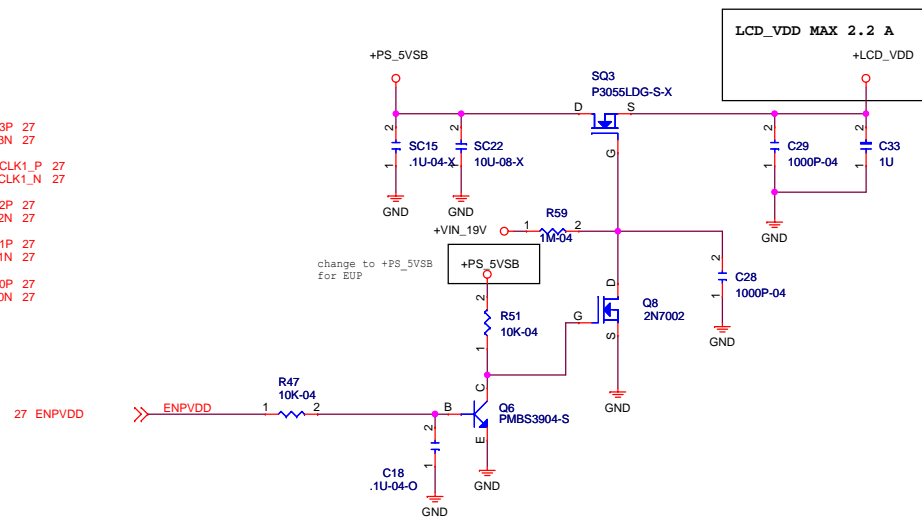 LCD_VDD MAX 2.2 A
+PS_5VSB
+LCD_VDD
SQ3
P3055LDG-S-X
D
S
G
3P 27
3N 27
CLK1_P 27
CLK1_N 27
2P 27
2N 27
1P 27
1N 27
0P 27
0N 27
2
1
SC15
.1U-04-X
2
1
SC22
10U-08-X
GND
GND
2
1
C29
1000P-04
2
1
C33
1U
GND
+VIN_19V
1
R59
2
1M-04
change to +PS_5VSB
for EUP
+PS_5VSB
2
R51
10K-04
1
D
G
S
Q8
2N7002
2
1
C28
1000P-04
GND
GND
27 ENPVDD
ENPVDD
R47
10K-04
1
2
B
C
E
Q6
PMBS3904-S
2
1
C18
.1U-04-O
GND
GND